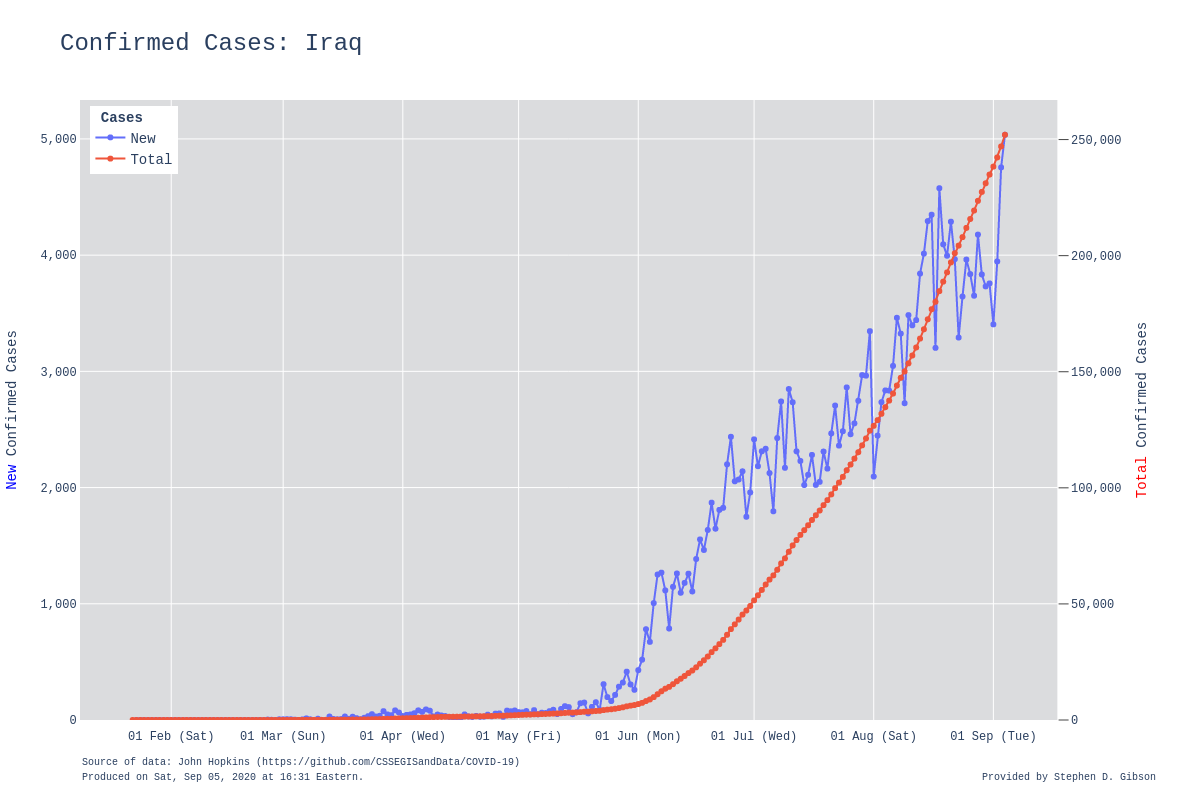 Confirmed Cases: Iraq
Cases
New
Total
5,000
4,000
3,000
2,000
1,000
0
250,000
200,000
150,000
100,000
50,000
0
New Confirmed Cases
Total Confirmed Cases
01 Feb (Sat)
01 Mar (Sun)
01 Apr (Wed)
01 May (Fri)
01 Jun (Mon)
01 Jul (Wed)
01 Aug (Sat)
01 Sep (Tue)
Source of data: John Hopkins (https://github.com/CSSEGISandData/COVID-19)
Produced on Sat, Sep 05, 2020 at 16:31 Eastern.
Provided by Stephen D. Gibson